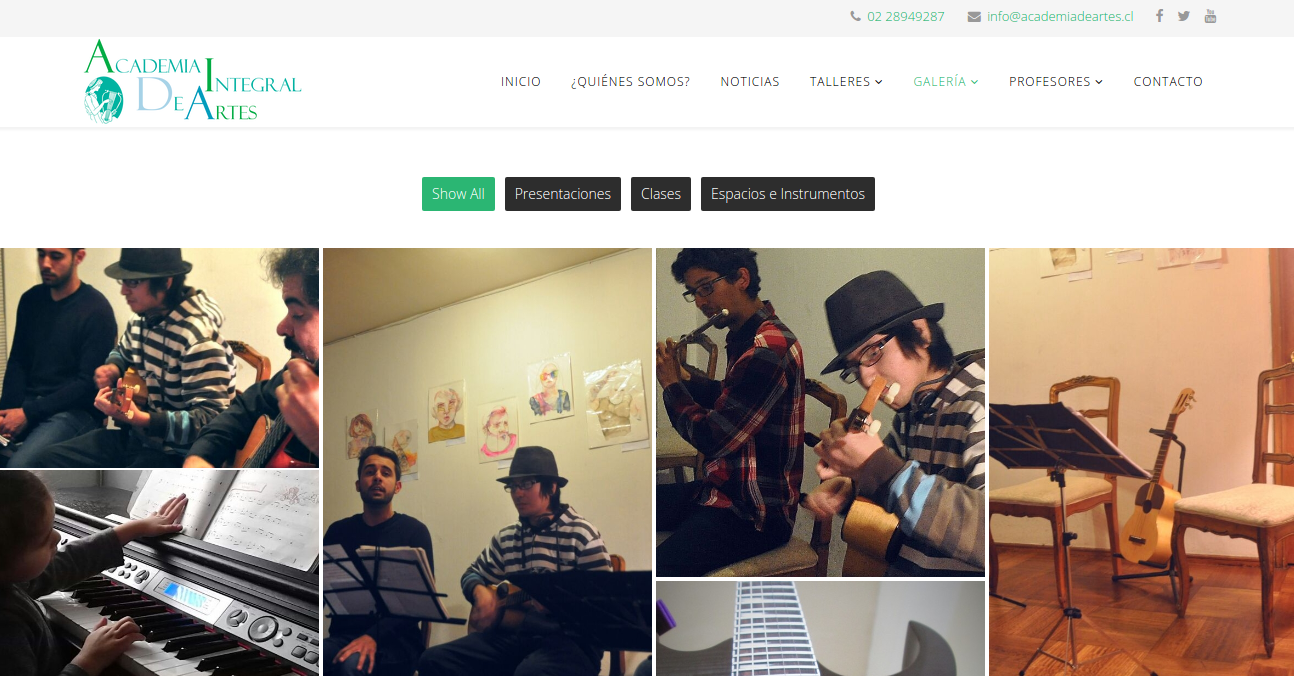 02 28949287 info@academiadeartes.cl
ACADEMIA INTEGRAL
DE ARTES
INICIO ¿QUIÉNES SOMOS? NOTICIAS TALLERES GALERÍA PROFESORES CONTACTO
Show All Presentaciones Clases Espacios e Instrumentos